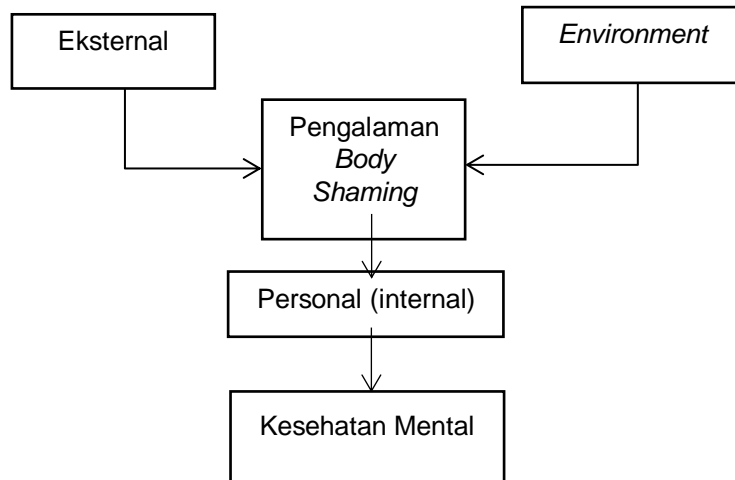 Eksternal
Environment
Pengalaman
Body
Shaming
Personal (internal)
Kesehatan Mental